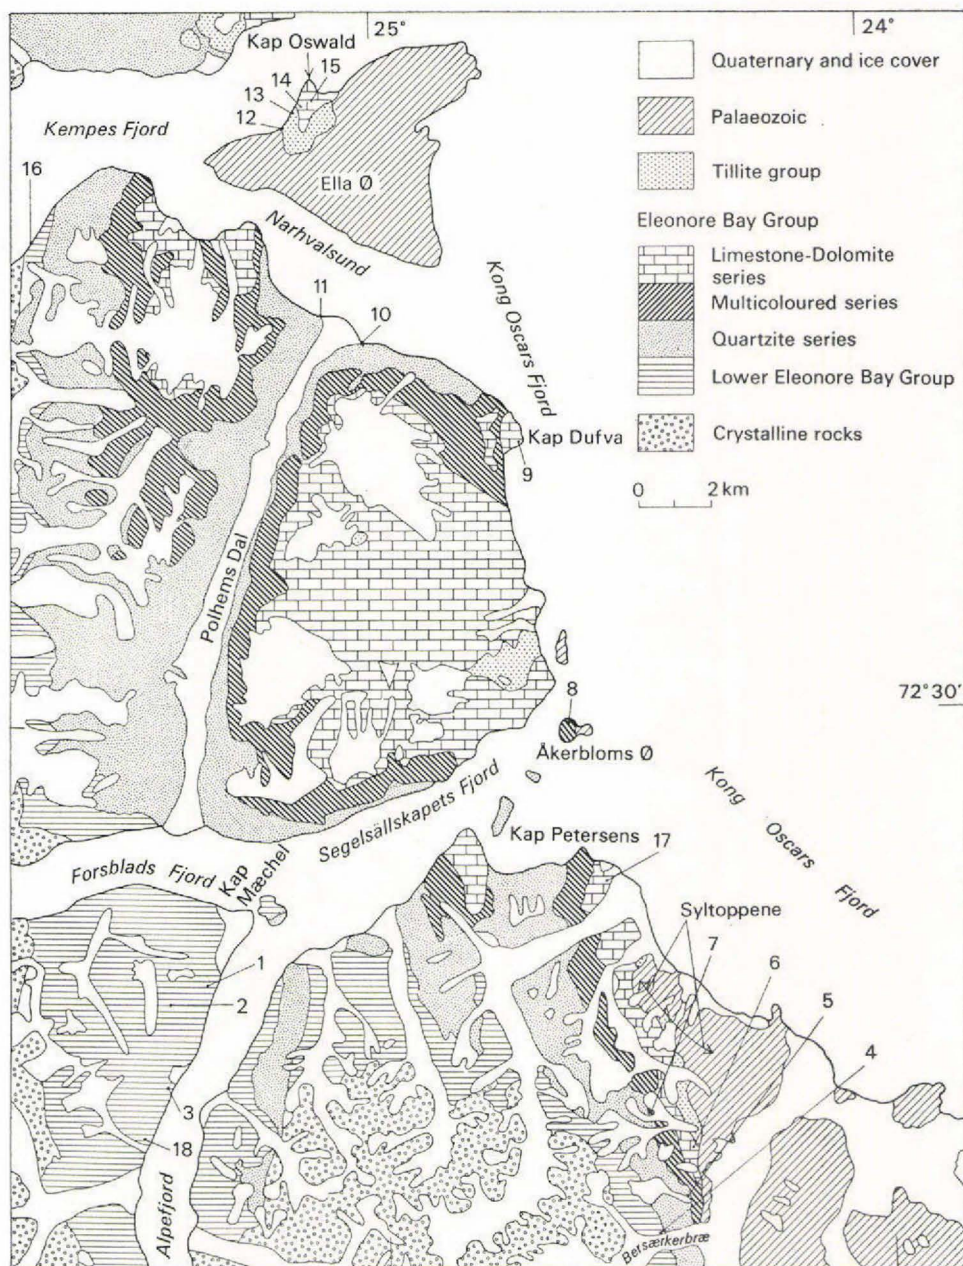 25°
24°
Kap Oswald
15
14
13
12
Kempes Fjord
16
Ella Ø
Narhvalsund
11
10
Kong Oscars Fjord
Kap Dufva
9
Polhems Dal
8
Åkerbloms Ø
72°30'
Segelsällskapets Fjord
Kong Oscars Fjord
Kap Petersens
17
Forsblads Fjord
Kap
Mæchel
Syltoppene
7
6
5
4
1
2
3
18
Alpefjord
Bersærkerbræ
Quaternary and ice cover
Palaeozoic
Tillite group
Eleonore Bay Group
Limestone-Dolomite
series
Multicoloured series
Quartzite series
Lower Eleonore Bay Group
Crystalline rocks
0 2 km